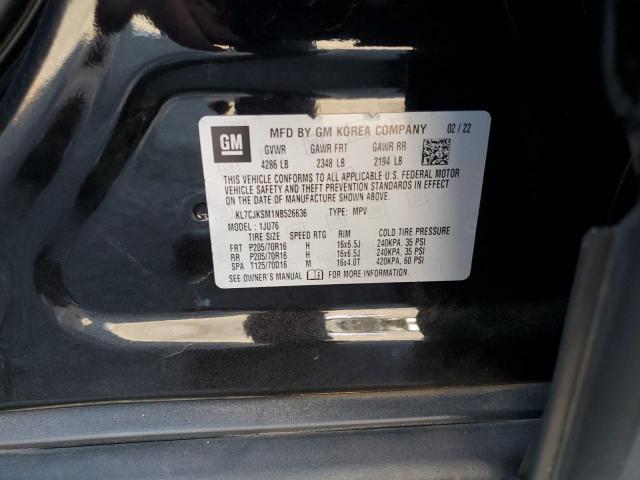 GM
MFD BY GM KOREA COMPANY 02 / 22
GVWR GAWR FRT GAWR RR
4286 LB 2348 LB 2194 LB
THIS VEHICLE CONFORMS TO ALL APPLICABLE U.S. FEDERAL MOTOR
VEHICLE SAFETY AND THEFT PREVENTION STANDARDS IN EFFECT ON
THE DATE OF MANUFACTURE SHOWN ABOVE.
KL7CJKSM1NB526636 TYPE: MPV
MODEL : 1JU76
TIRE SIZE SPEED RTG RIM COLD TIRE PRESSURE
FRT P205/70R16 H 16x6.5J 240KPA, 35 PSI
RR P205/70R16 H 16x6.5J 240KPA, 35 PSI
SPA T125/70D16 M 16x4.0T 420KPA, 60 PSI
SEE OWNER'S MANUAL FOR MORE INFORMATION.